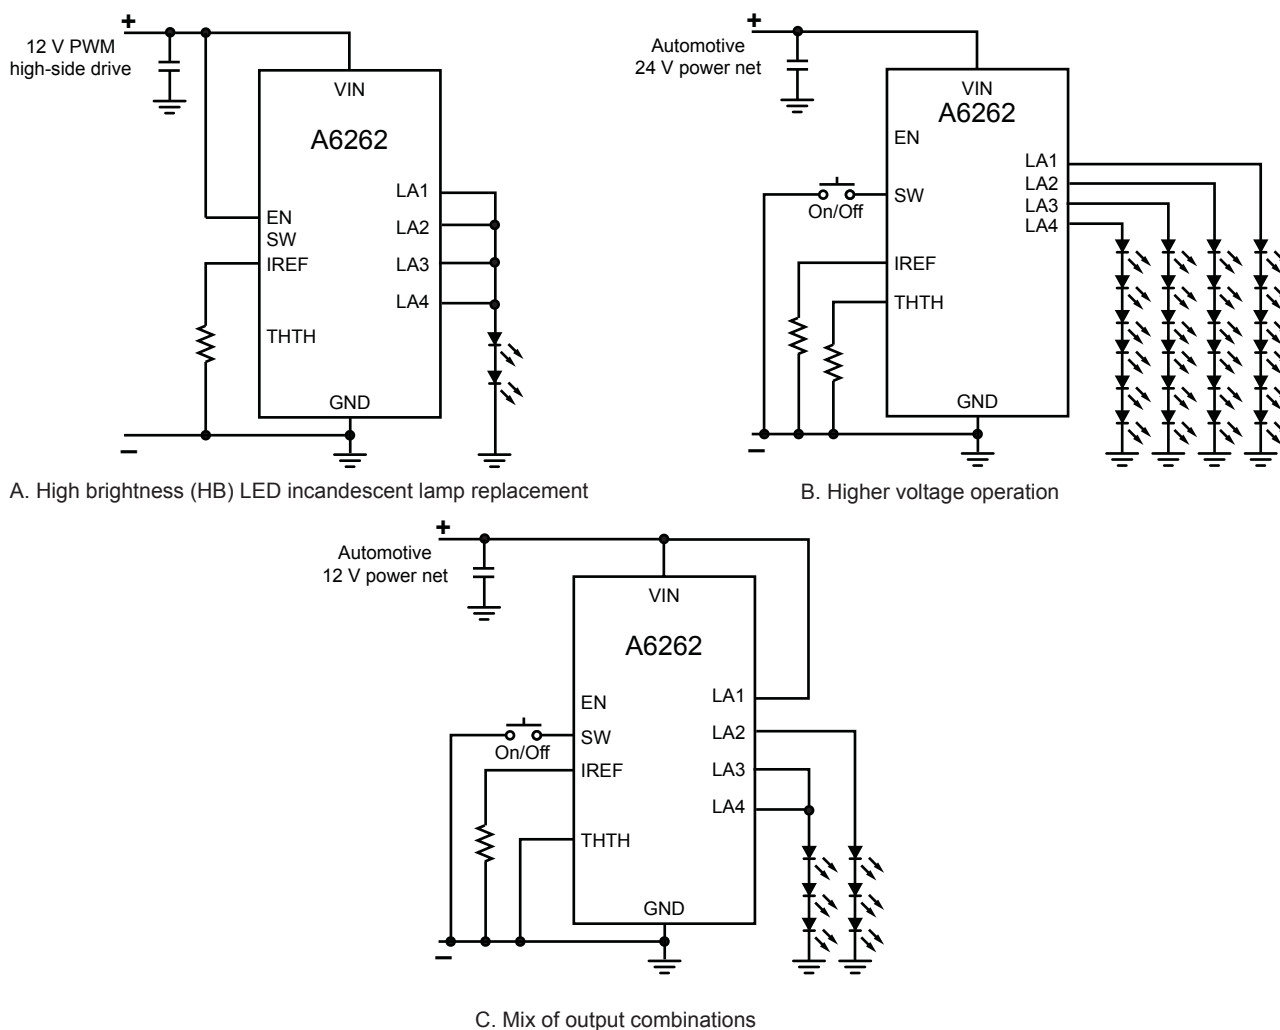 +
12 V PWM
high-side drive
VIN
A6262
LA1
EN
LA2
SW
IREF
LA3
LA4
THTH
GND
−
A. High brightness (HB) LED incandescent lamp replacement
+
Automotive
24 V power net
VIN
A6262
EN
LA1
LA2
SW
On/Off
LA3
LA4
IREF
THTH
GND
−
B. Higher voltage operation
+
Automotive
12 V power net
VIN
A6262
LA1
EN
LA2
SW
On/Off
IREF
LA3
LA4
THTH
GND
−
C. Mix of output combinations